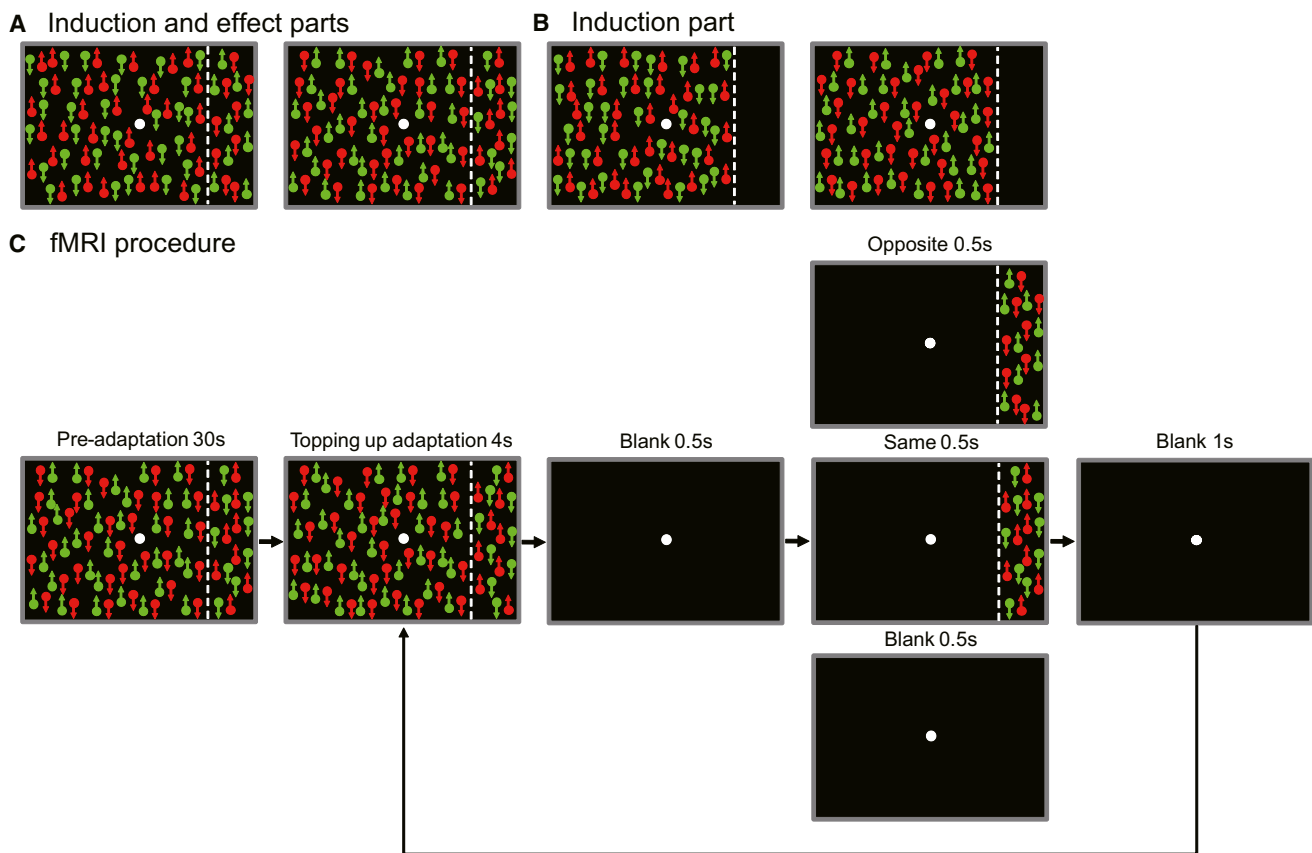 A Induction and effect parts
B Induction part
C fMRI procedure
Opposite 0.5s
Pre-adaptation 30s
Topping up adaptation 4s
Blank 0.5s
Same 0.5s
Blank 1s
Blank 0.5s